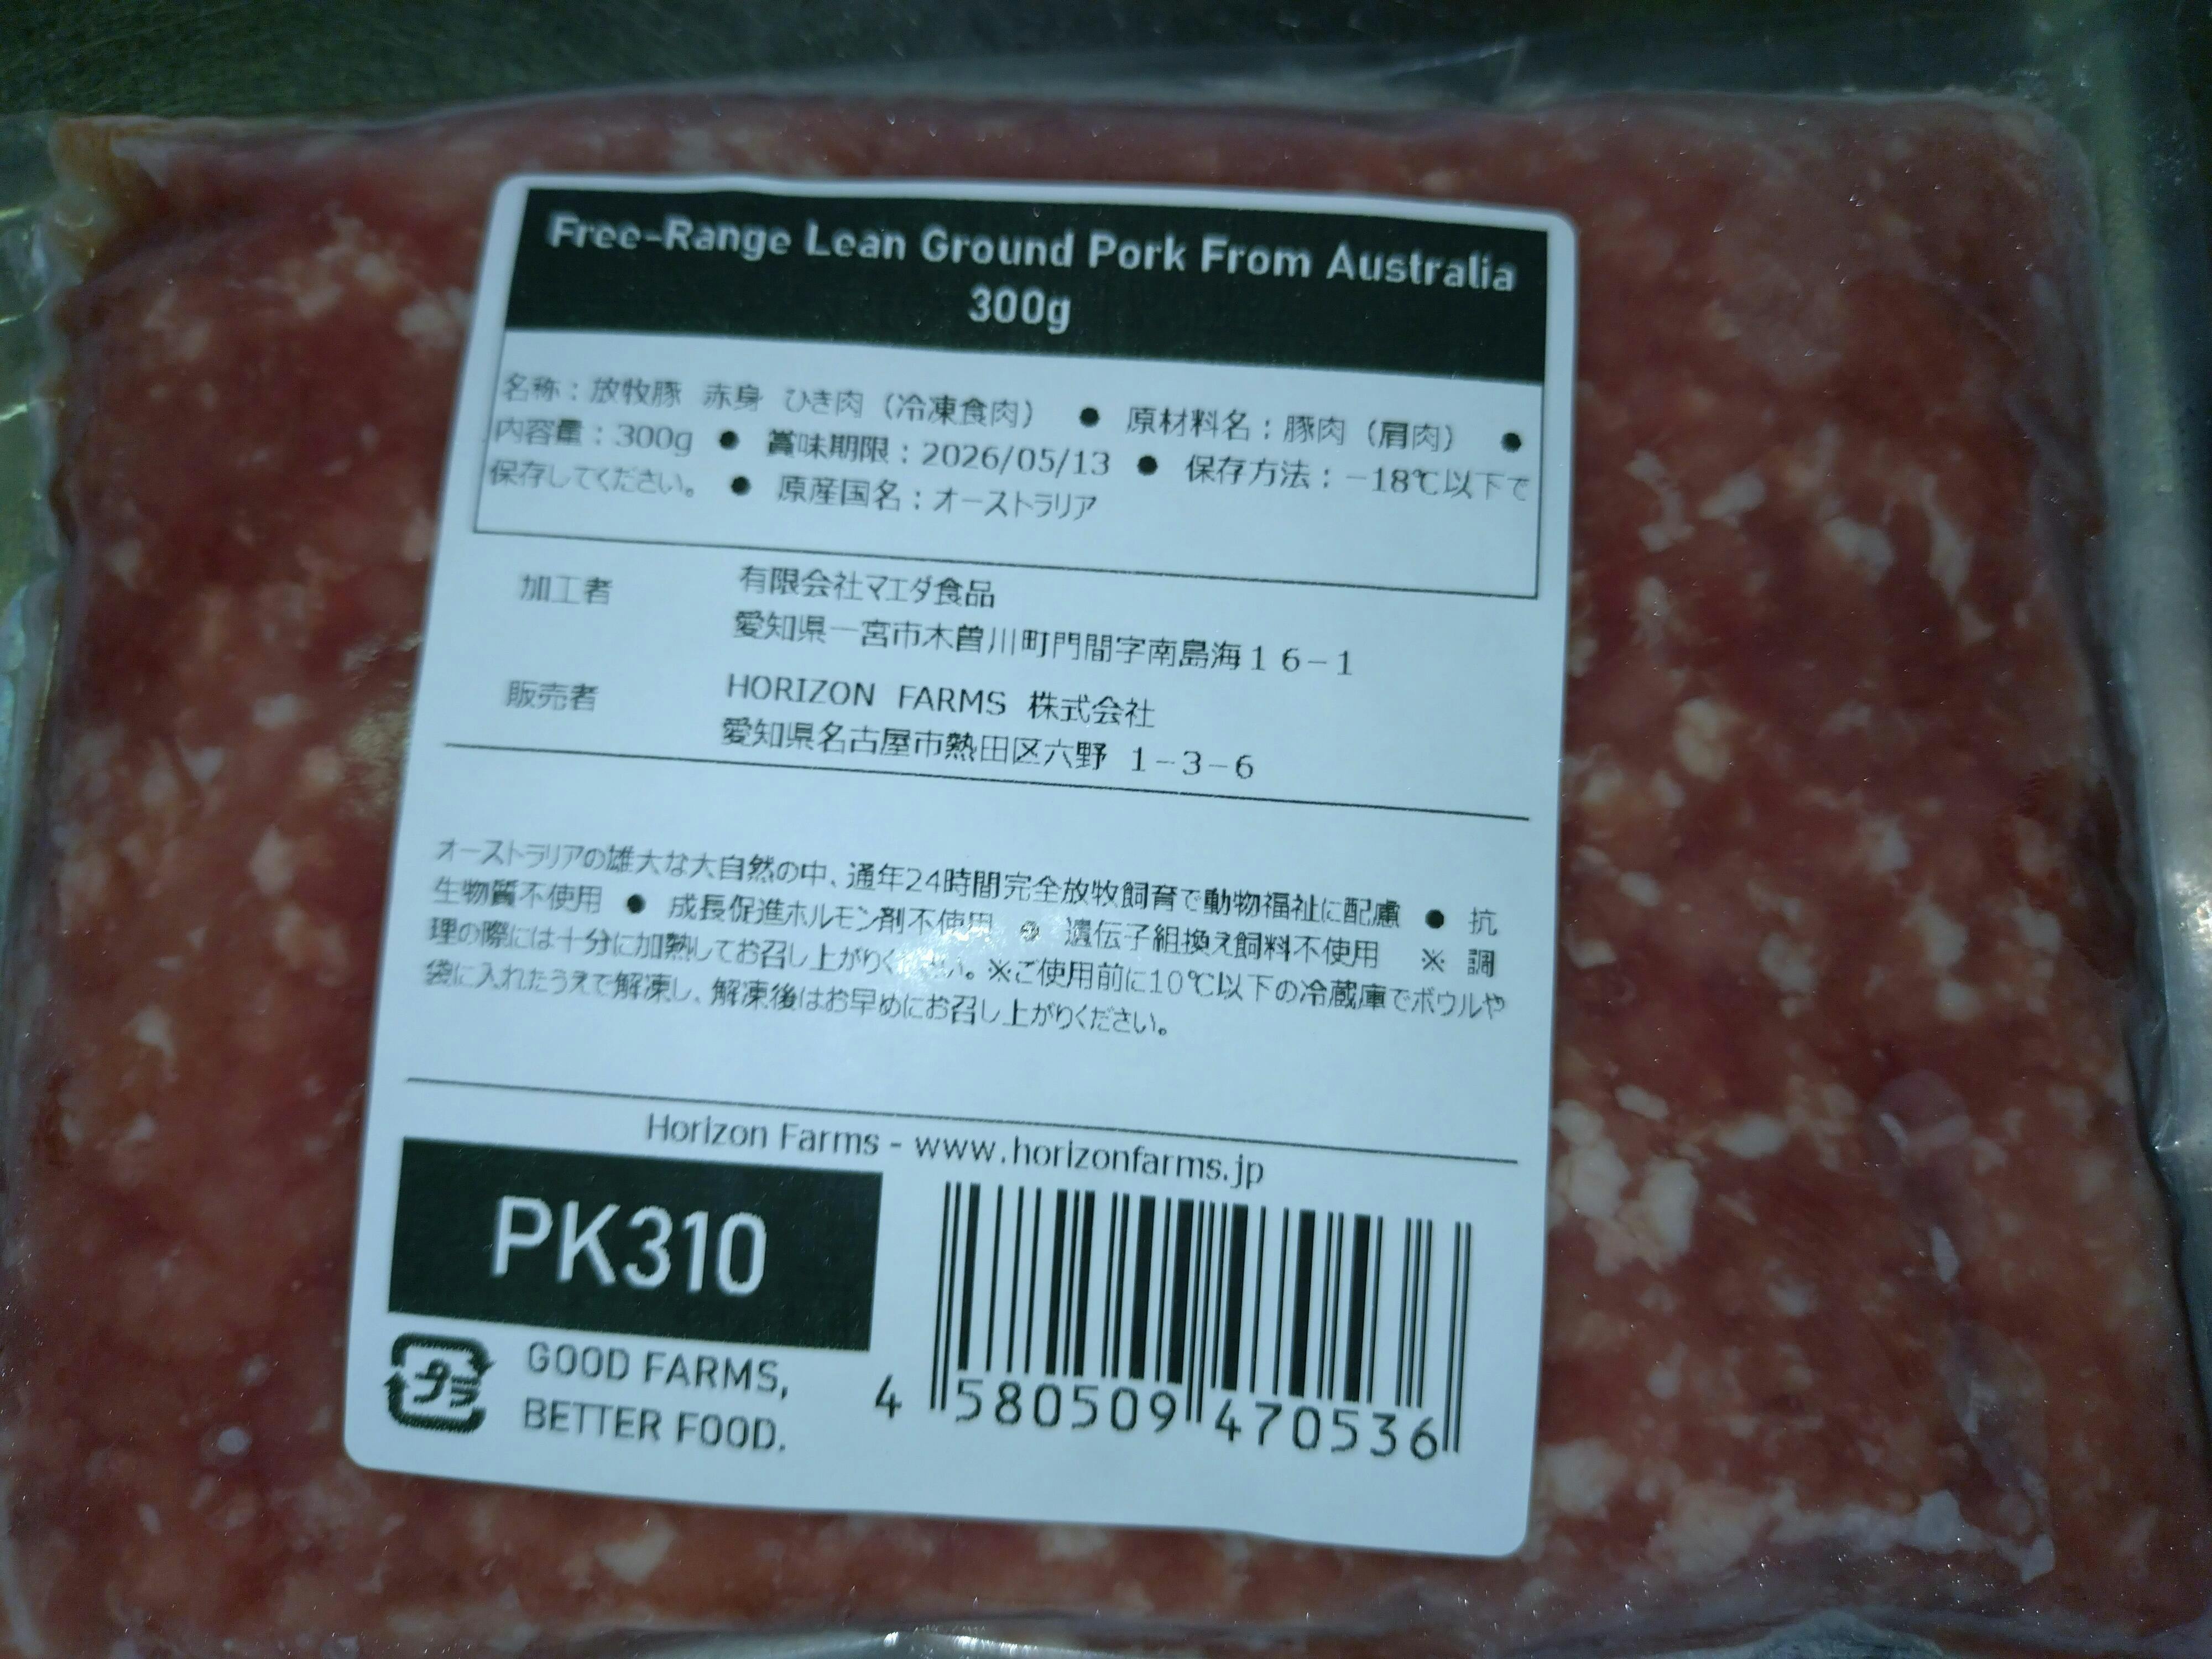 Free-Range Lean Ground Pork From Australia
300g
名称：放牧豚 赤身 ひき肉（冷凍食肉） ● 原材料名：豚肉（肩肉） ●
内容量：300g ● 賞味期限：2026/05/13 ● 保存方法：-18℃以下で
保存してください。 ● 原産国名：オーストラリア
加工者 有限会社マエダ食品
愛知県一宮市木曽川町門間字南島海１６−１
販売者 HORIZON FARMS 株式会社
愛知県名古屋市熱田区六野 1-3-6
オーストラリアの雄大な大自然の中、通年24時間完全放牧飼育で動物福祉に配慮 ● 抗
生物質不使用 ● 成長促進ホルモン剤不使用 ● 遺伝子組換え飼料不使用 ※ 調
理の際には十分に加熱してお召し上がりください。※ご使用前に10℃以下の冷蔵庫でボウルや
袋に入れたうえで解凍し、解凍後はお早めにお召し上がりください。
Horizon Farms - www.horizonfarms.jp
PK310
プラ
GOOD FARMS,
BETTER FOOD.
4 580509 470536